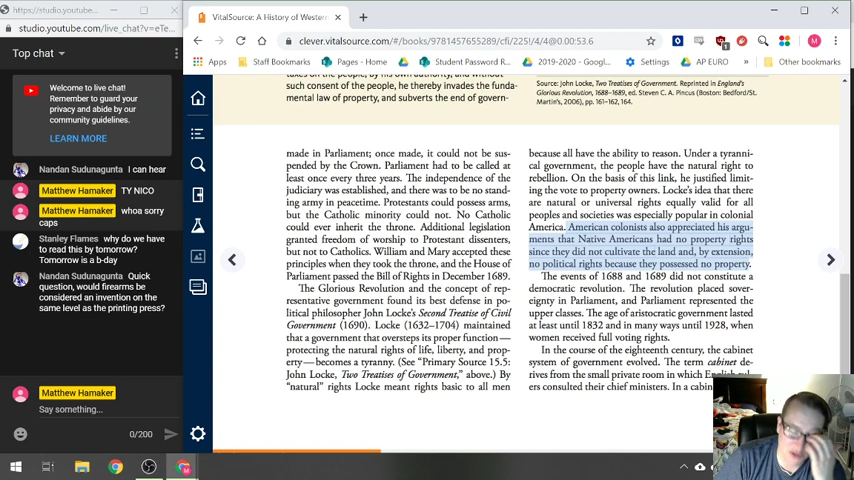 https://studio.youtube.com/live_chat?v=eTe...
studio.youtube.com/live_chat?v=...
Top chat
Welcome to live chat!
Remember to guard your
privacy and abide by our
community guidelines.
LEARN MORE
Nandan Sudunagunta I can hear
Matthew Hamaker TY NICO
Matthew Hamaker whoa sorry
caps
Stanley Flames why do we have
to read this by tomorrow?
Tomorrow is a b-day
Nandan Sudunagunta Quick
question, would firearms be
considered an invention on the
same level as the printing press?
Matthew Hamaker
Say something...
0/200
VitalSource: A History of Western
clever.vitalsource.com/#/books/9781457655289/cfi/225!/4/4@0:00:53.6
Apps
Staff Bookmarks
Pages - Home
Student Password R...
2019-2020 - Googl...
Settings
AP EURO
Other bookmarks
taxes on the people, by his own authority, and without
such consent of the people, he thereby invades the funda-
mental law of property, and subverts the end of govern-
Source: John Locke, Two Treatises of Government. Reprinted in England's
Glorious Revolution, 1688–1689, ed. Steven C. A. Pincus (Boston: Bedford/St.
Martin's, 2006), pp. 161–162, 164.
made in Parliament; once made, it could not be sus-
pended by the Crown. Parliament had to be called at
least once every three years. The independence of the
judiciary was established, and there was to be no stand-
ing army in peacetime. Protestants could possess arms,
but the Catholic minority could not. No Catholic
could ever inherit the throne. Additional legislation
granted freedom of worship to Protestant dissenters,
but not to Catholics. William and Mary accepted these
principles when they took the throne, and the House of
Parliament passed the Bill of Rights in December 1689.
The Glorious Revolution and the concept of rep-
resentative government found its best defense in po-
litical philosopher John Locke's Second Treatise of Civil
Government (1690). Locke (1632–1704) maintained
that a government that oversteps its proper function—
protecting the natural rights of life, liberty, and prop-
erty—becomes a tyranny. (See "Primary Source 15.5:
John Locke, Two Treatises of Government," above.) By
"natural" rights Locke meant rights basic to all men
because all have the ability to reason. Under a tyranni-
cal government, the people have the natural right to
rebellion. On the basis of this link, he justified limit-
ing the vote to property owners. Locke's idea that there
are natural or universal rights equally valid for all
peoples and societies was especially popular in colonial
America. American colonists also appreciated his argu-
ments that Native Americans had no property rights
since they did not cultivate the land and, by extension,
no political rights because they possessed no property.
The events of 1688 and 1689 did not constitute a
democratic revolution. The revolution placed sover-
eignty in Parliament, and Parliament represented the
upper classes. The age of aristocratic government lasted
at least until 1832 and in many ways until 1928, when
women received full voting rights.
In the course of the eighteenth century, the cabinet
system of government evolved. The term cabinet de-
rives from the small private room in which English rul-
ers consulted their chief ministers. In a cabin